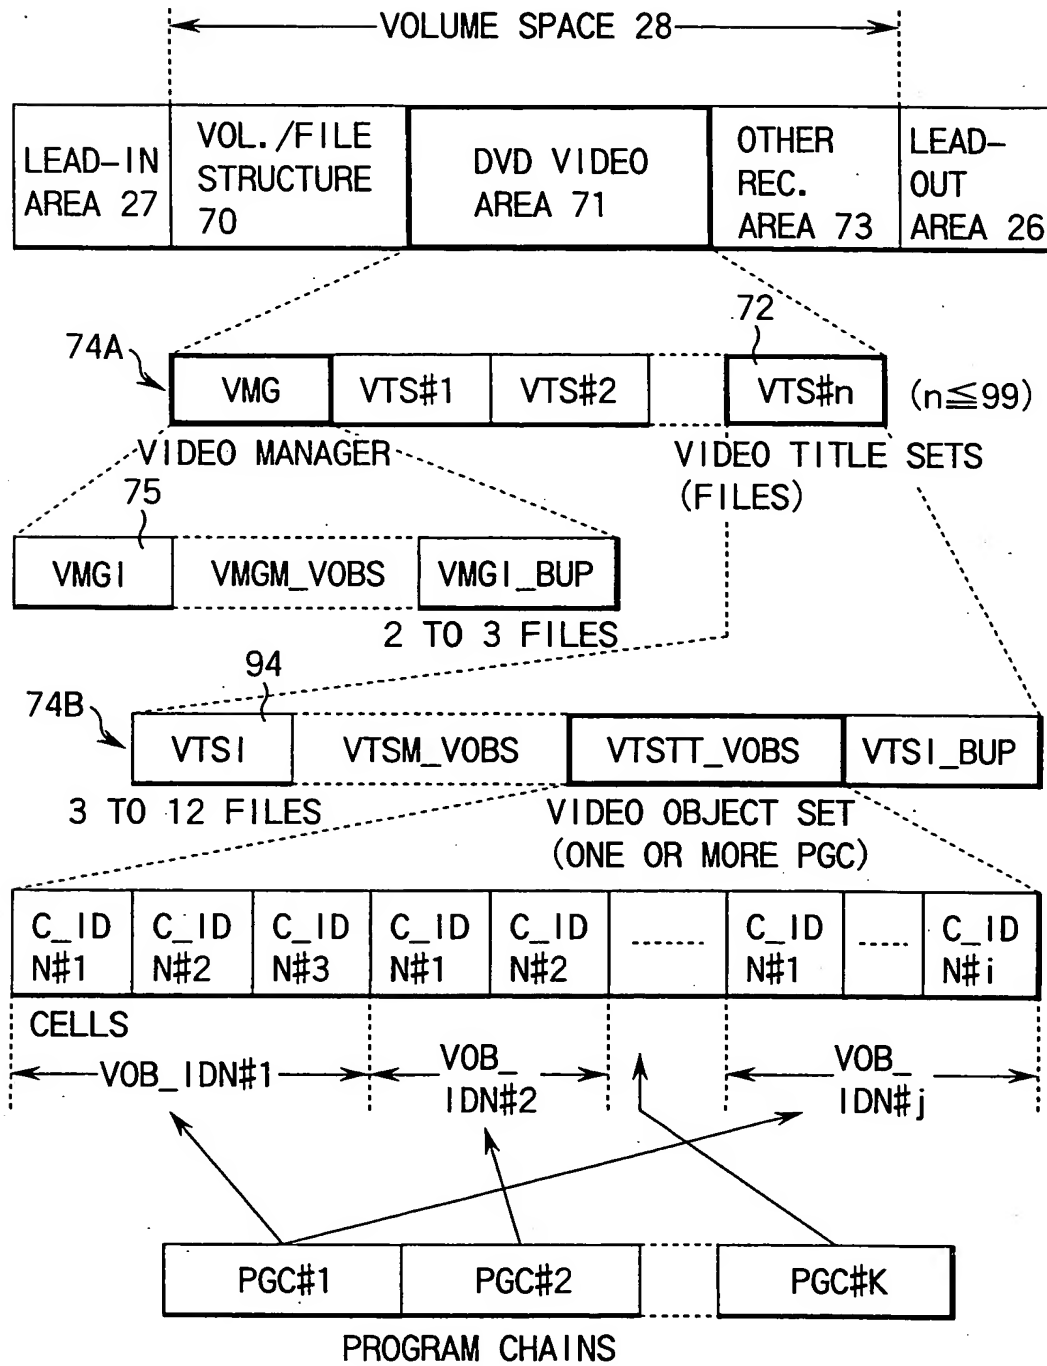 VOLUME SPACE 28
LEAD-IN
AREA 27
VOL./FILE
STRUCTURE
70
DVD VIDEO
AREA 71
OTHER
REC.
AREA 73
LEAD-
OUT
AREA 26
74A
72
VMG
VTS#1
VTS#2
VTS#n
(n≦99)
VIDEO MANAGER
VIDEO TITLE SETS
(FILES)
75
VMGI
VMGM_VOBS
VMGI_BUP
2 TO 3 FILES
74B
94
VTSI
VTSM_VOBS
VTSTT_VOBS
VTSI_BUP
3 TO 12 FILES
VIDEO OBJECT SET
(ONE OR MORE PGC)
C_ID
N#1
C_ID
N#2
C_ID
N#3
C_ID
N#1
C_ID
N#2
C_ID
N#1
C_ID
N#i
CELLS
VOB_IDN#1
VOB_
IDN#2
VOB_
IDN#j
PGC#1
PGC#2
PGC#K
PROGRAM CHAINS